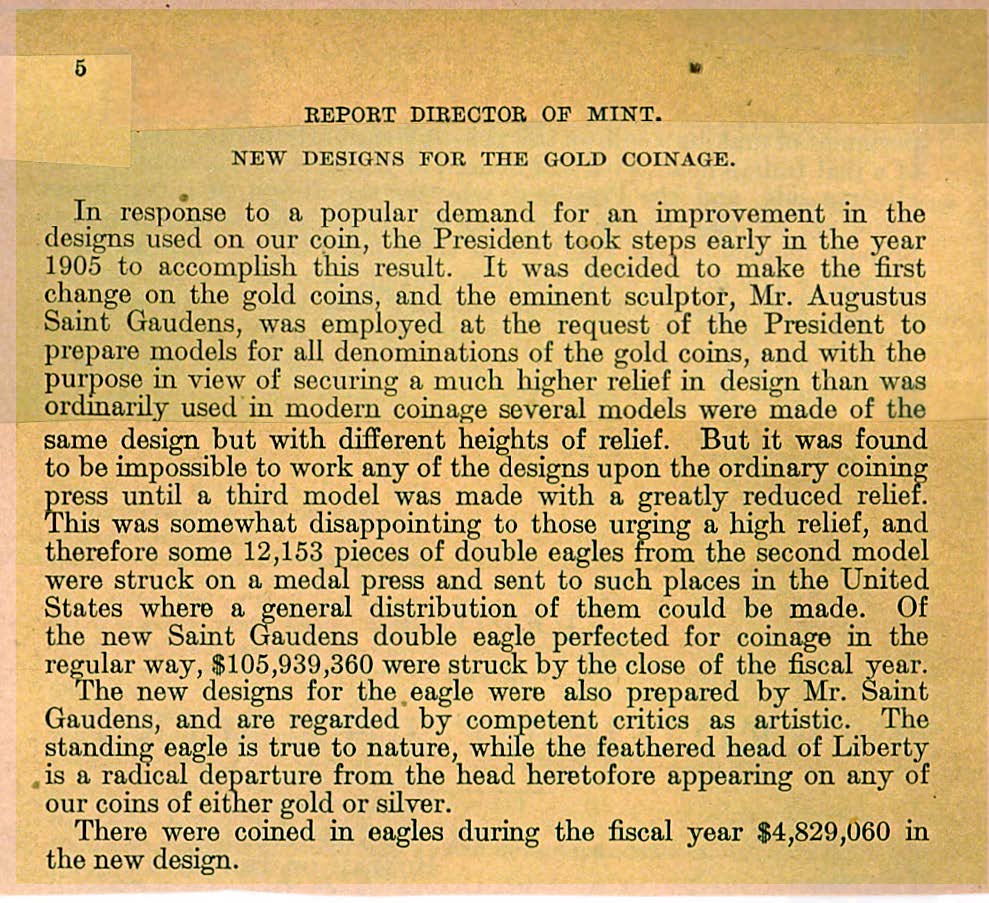 5
REPORT DIRECTOR OF MINT.
NEW DESIGNS FOR THE GOLD COINAGE.
In response to a popular demand for an improvement in the
designs used on our coin, the President took steps early in the year
1905 to accomplish this result. It was decided to make the first
change on the gold coins, and the eminent sculptor, Mr. Augustus
Saint Gaudens, was employed at the request of the President to
prepare models for all denominations of the gold coins, and with the
purpose in view of securing a much higher relief in design than was
ordinarily used in modern coinage several models were made of the
same design but with different heights of relief. But it was found
to be impossible to work any of the designs upon the ordinary coining
press until a third model was made with a greatly reduced relief.
This was somewhat disappointing to those urging a high relief, and
therefore some 12,153 pieces of double eagles from the second model
were struck on a medal press and sent to such places in the United
States where a general distribution of them could be made. Of
the new Saint Gaudens double eagle perfected for coinage in the
regular way, $105,939,360 were struck by the close of the fiscal year.
The new designs for the eagle were also prepared by Mr. Saint
Gaudens, and are regarded by competent critics as artistic. The
standing eagle is true to nature, while the feathered head of Liberty
is a radical departure from the head heretofore appearing on any of
our coins of either gold or silver.
There were coined in eagles during the fiscal year $4,829,060 in
the new design.